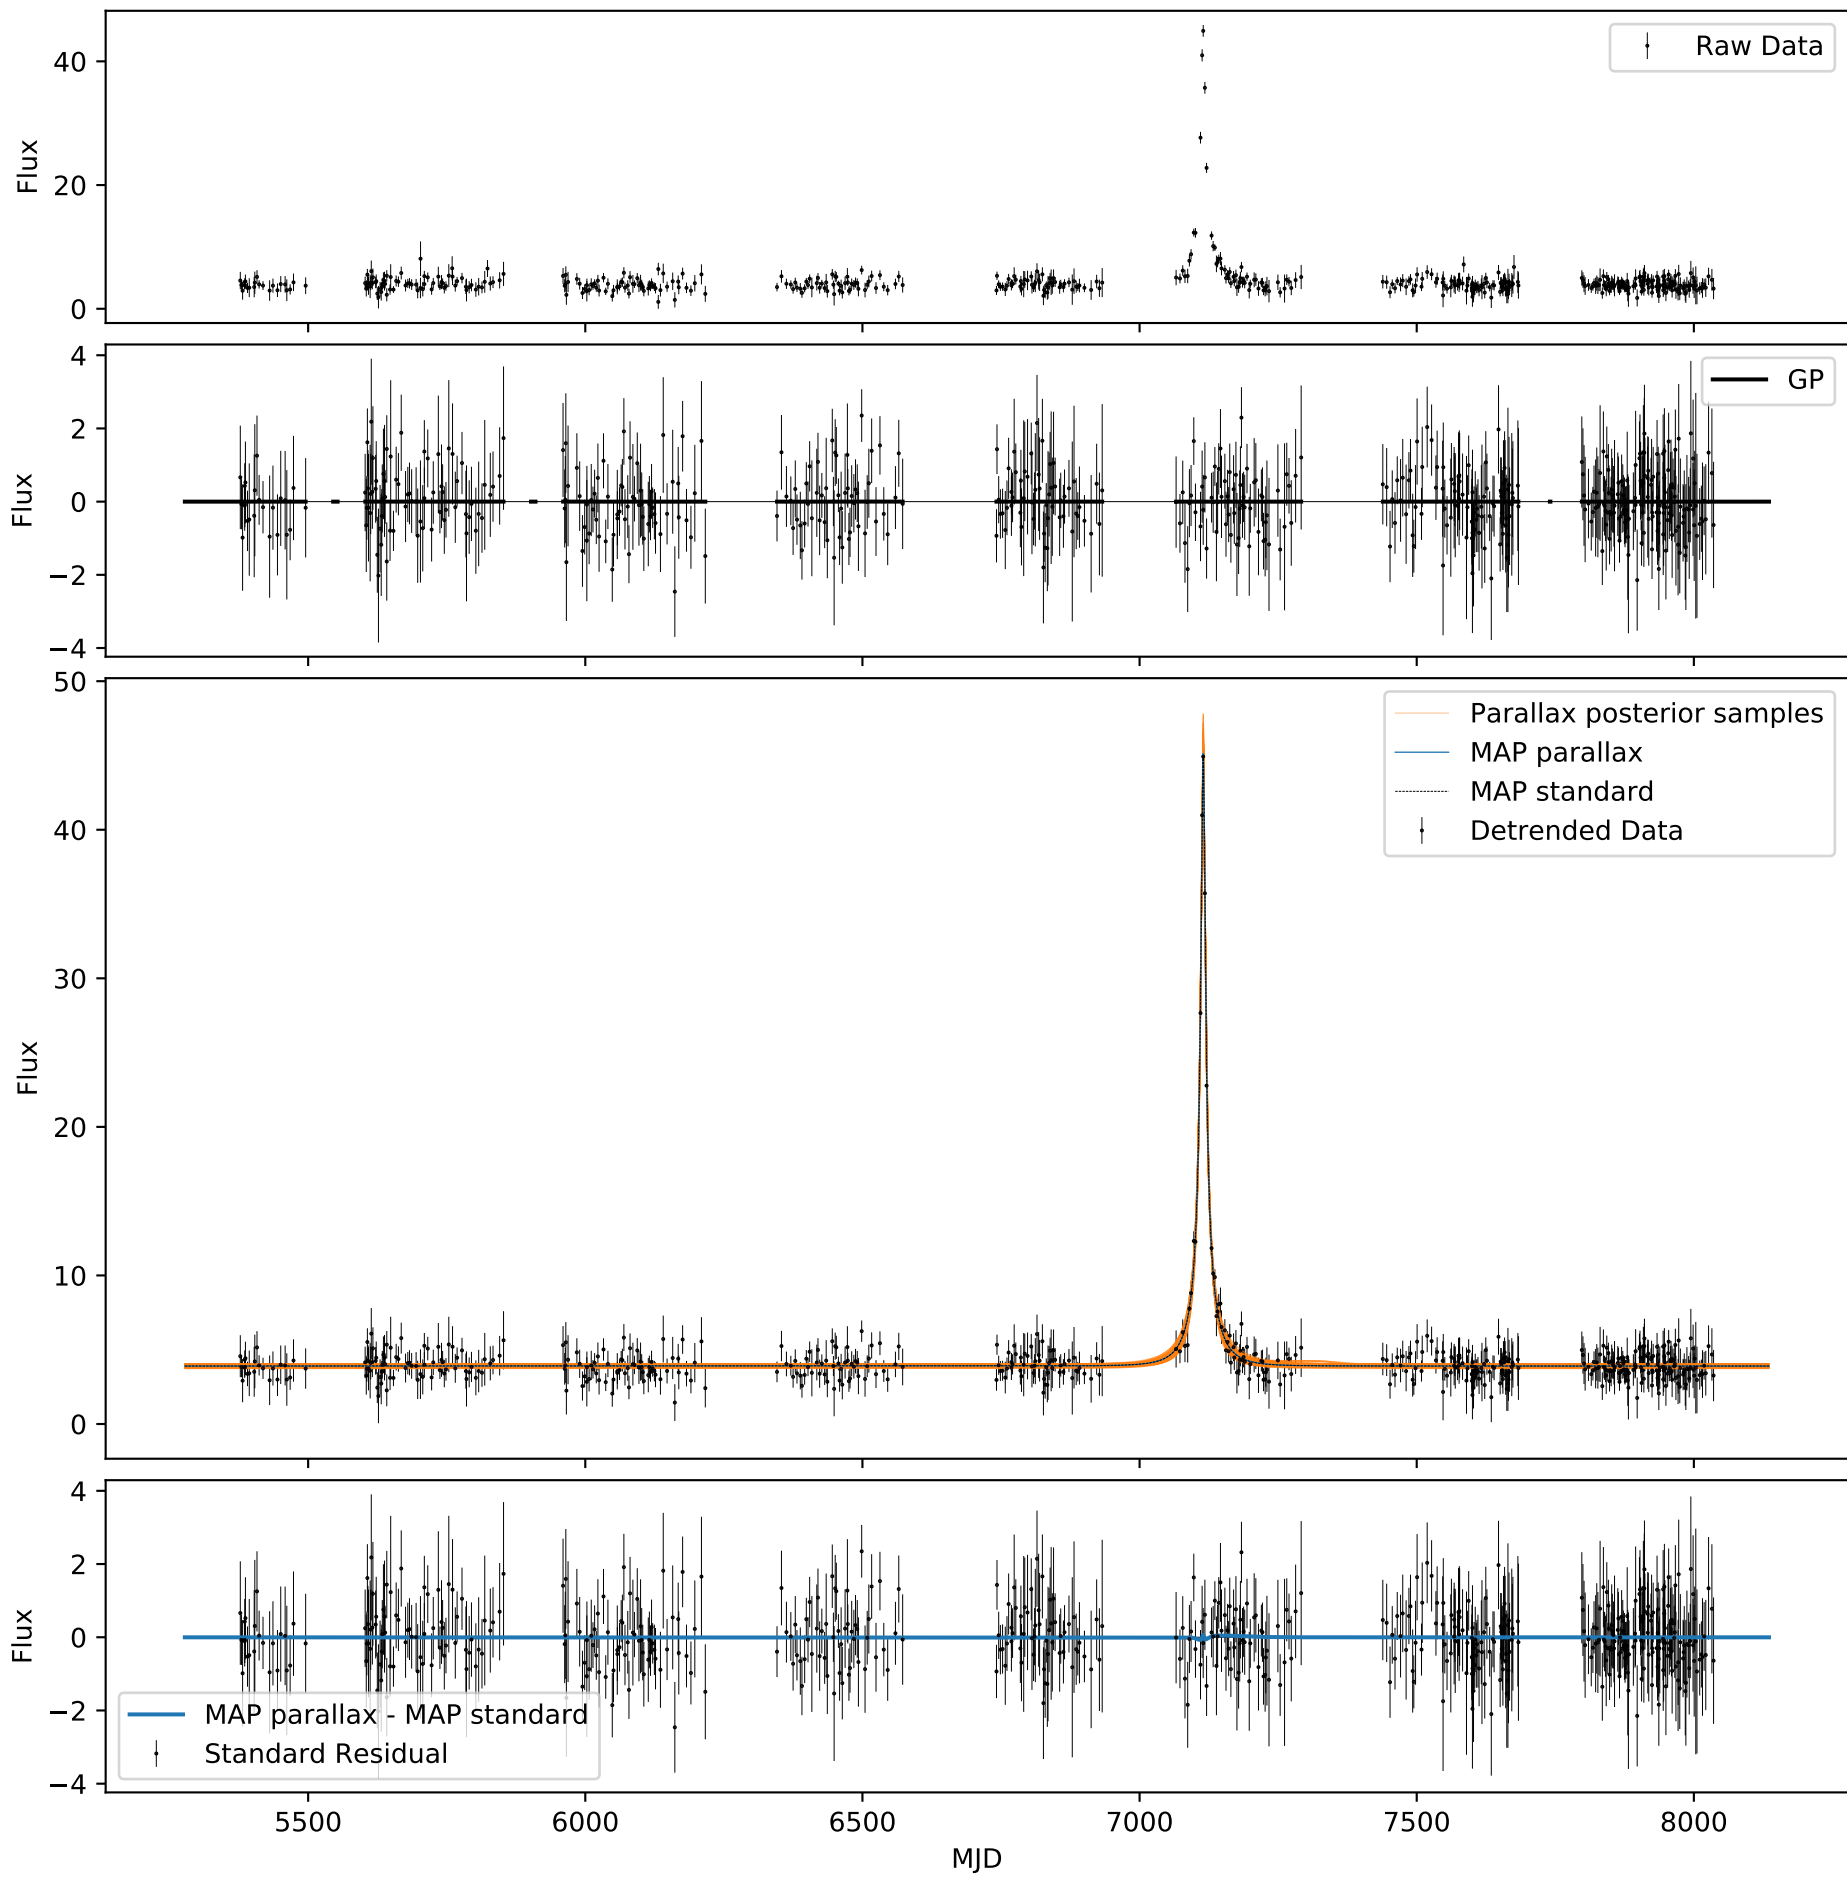 40
20
0
Flux
Raw Data
4
2
0
−2
−4
Flux
GP
50
40
30
20
10
0
Flux
Parallax posterior samples
MAP parallax
MAP standard
Detrended Data
4
2
0
−2
−4
Flux
MAP parallax - MAP standard
Standard Residual
5500 6000 6500 7000 7500 8000
MJD